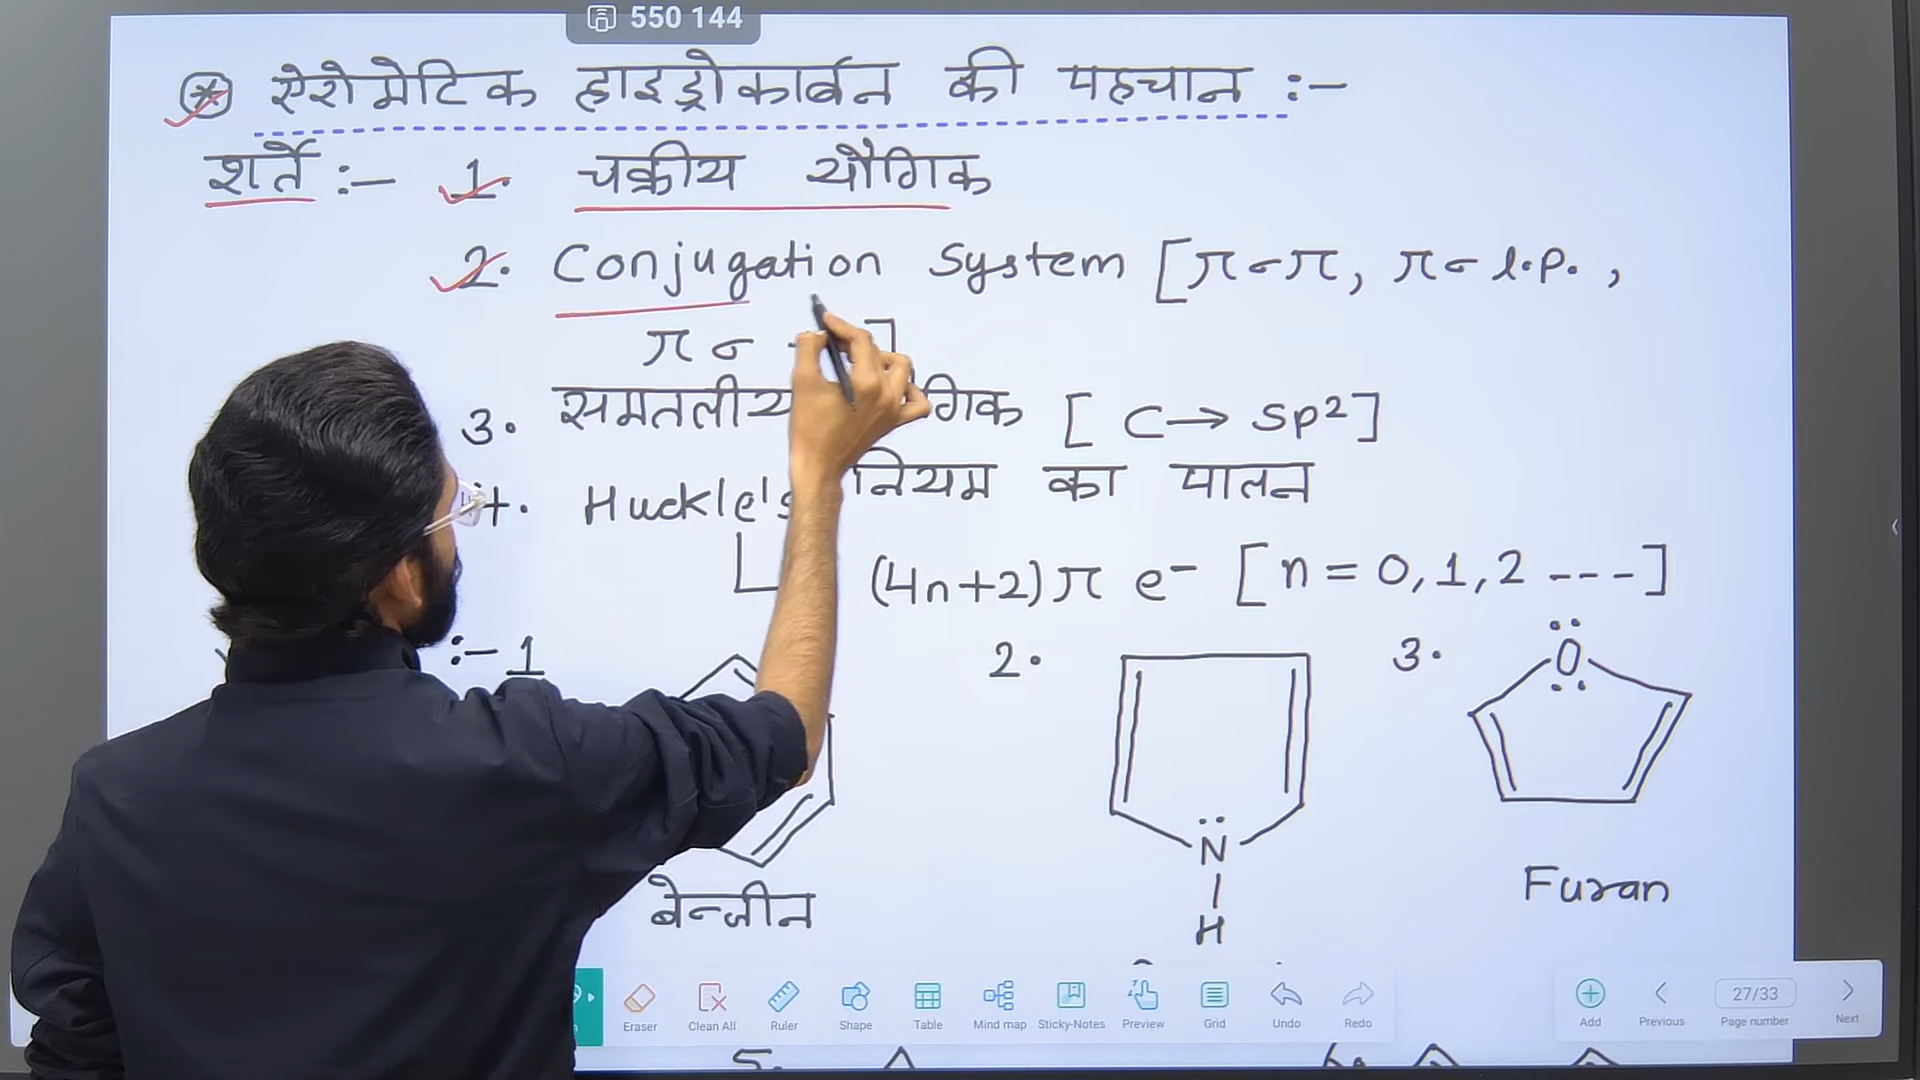 550 144
ऐरोमेटिक हाइड्रोकार्बन की पहचान :-
शर्ते :- 1. चक्रीय यौगिक
2. Conjugation System [π σ π, π σ l.p.,
π σ ]
3. समतलीय [ C→ sp²]
4. Huckle's नियम का पालन
(4n+2) π e⁻ [n = 0,1,2 ---]
:- 1
2.
3.
O
N
H
बेन्जीन
Furan
5.
Eraser
Clean All
Ruler
Shape
Table
Mind map
Sticky-Notes
Preview
Grid
Undo
Redo
Add
Previous
27/33
Page number
Next